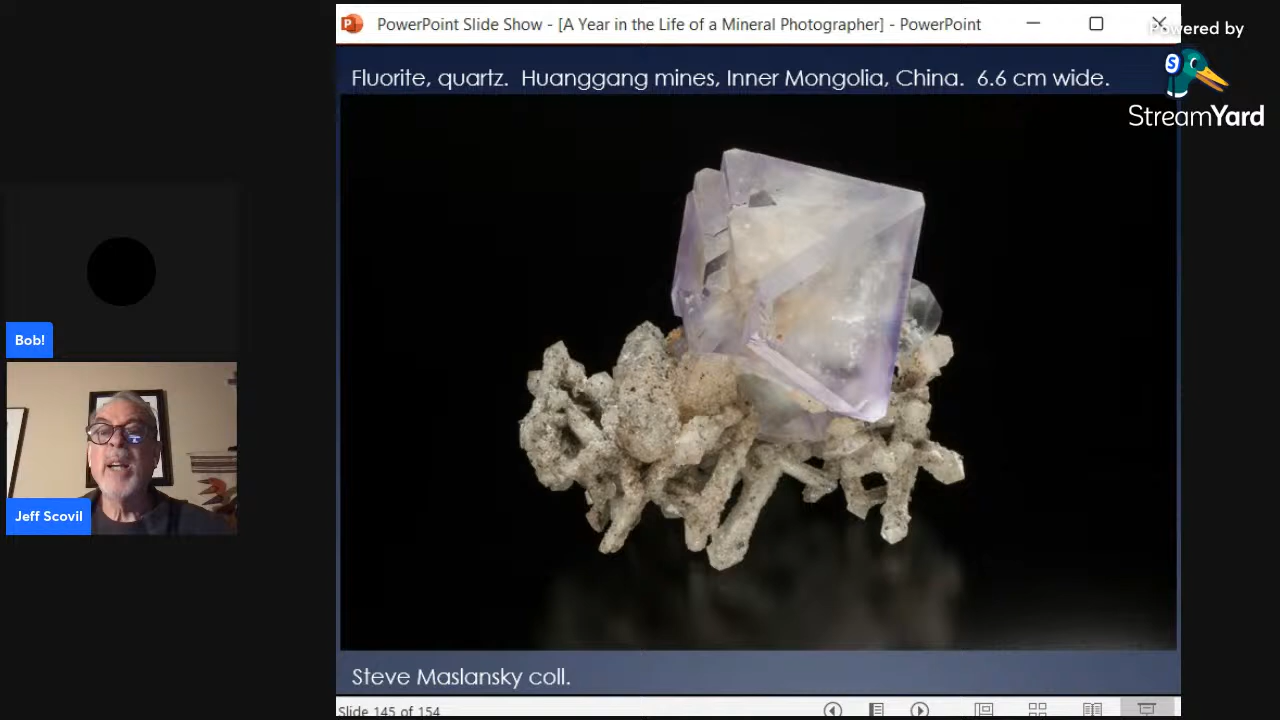 PowerPoint Slide Show - [A Year in the Life of a Mineral Photographer] - PowerPoint
Powered by
StreamYard
Fluorite, quartz.  Huanggang mines, Inner Mongolia, China.  6.6 cm wide.
Bob!
Jeff Scovil
Steve Maslansky coll.
Slide 145 of 154